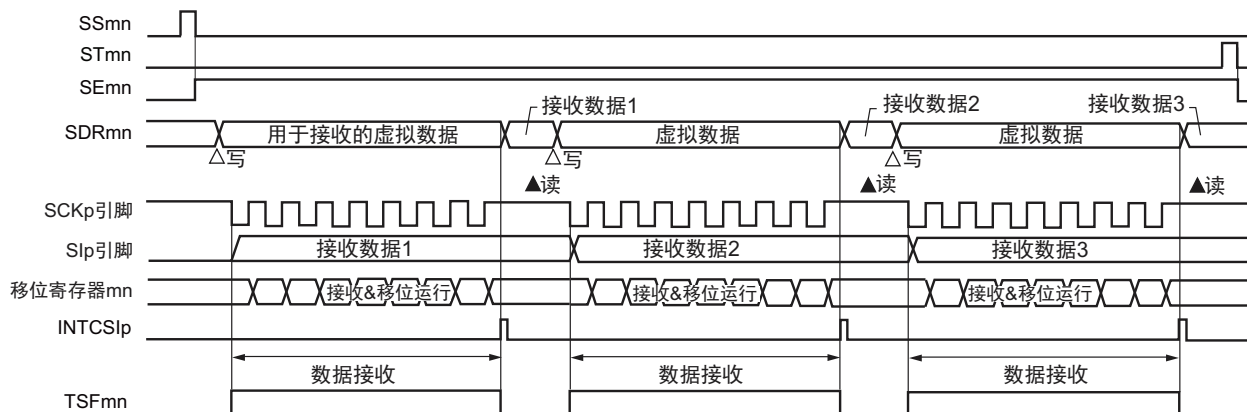 SSmn
STmn
SEmn
接收数据1 接收数据2 接收数据3
SDRmn 用于接收的虚拟数据 虚拟数据 虚拟数据
△写 △写 △写
▲读 ▲读 ▲读
SCKp引脚
SIp引脚 接收数据1 接收数据2 接收数据3
移位寄存器mn 接收&移位运行 接收&移位运行 接收&移位运行
INTCSIp
数据接收 数据接收 数据接收
TSFmn